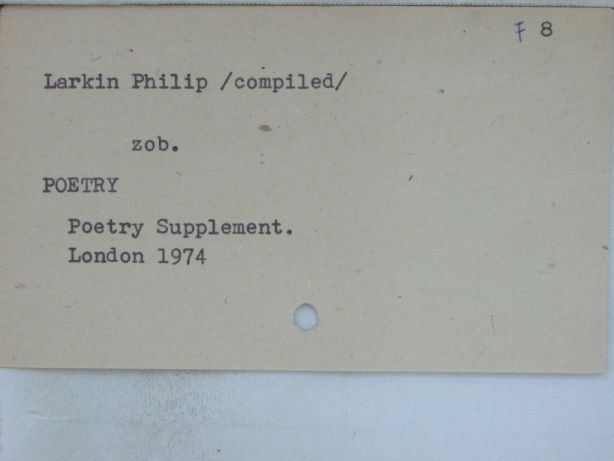 F 8
Larkin Philip /compiled/
zob.
POETRY
Poetry Supplement.
London 1974